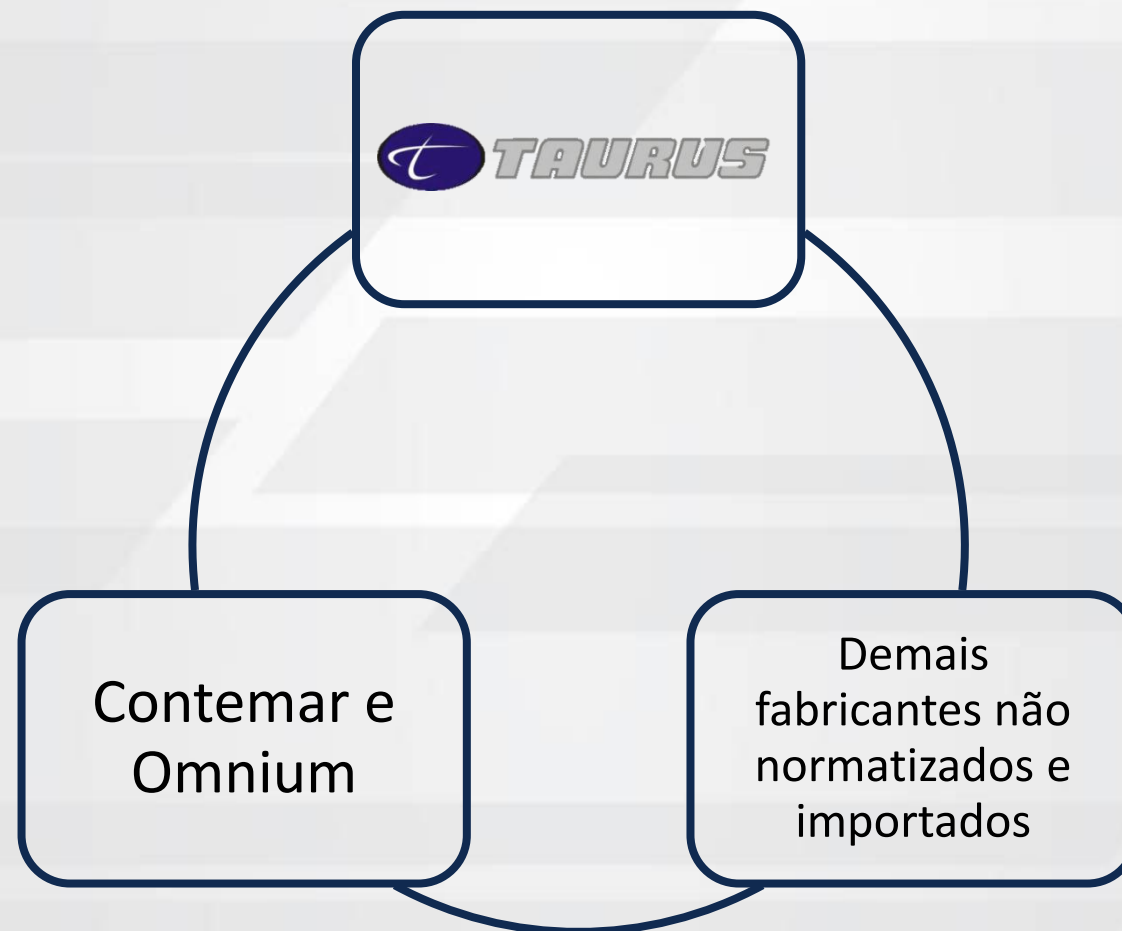 TAURUS
Contemar e
Omnium
Demais
fabricantes não
normatizados e
importados